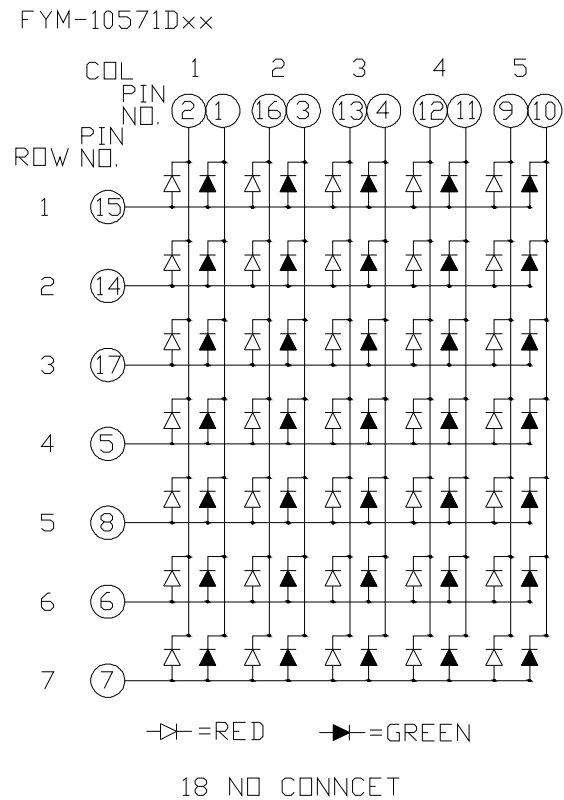 FYM-10571Dxx
COL 1 2 3 4 5
PIN
NO. 2 1 16 3 13 4 12 11 9 10
PIN
ROW NO.
1 15
2 14
3 17
4 5
5 8
6 6
7 7
=RED =GREEN
18 NO CONNCET